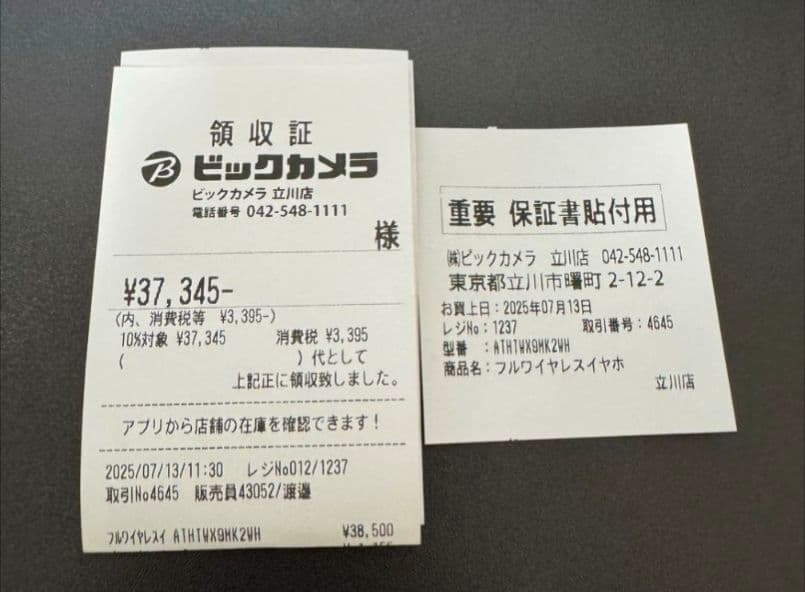 領収証
ビックカメラ
ビックカメラ 立川店
電話番号 042-548-1111
様
¥37,345-
(内、消費税等 ¥3,395-)
10%対象 ¥37,345 消費税 ¥3,395
( )代として
上記正に領収致しました。
アプリから店舗の在庫を確認できます!
2025/07/13/11:30 レジNo012/1237
取引No4645 販売員43052/渡邉
フルワイヤレスイ ATHTWX9MK2WH ¥38,500
重要 保証書貼付用
㈱ビックカメラ 立川店 042-548-1111
東京都立川市曙町 2-12-2
お買上日:2025年07月13日
レジNo:1237 取引番号:4645
型番 :ATHTWX9MK2WH
商品名:フルワイヤレスイヤホ
立川店